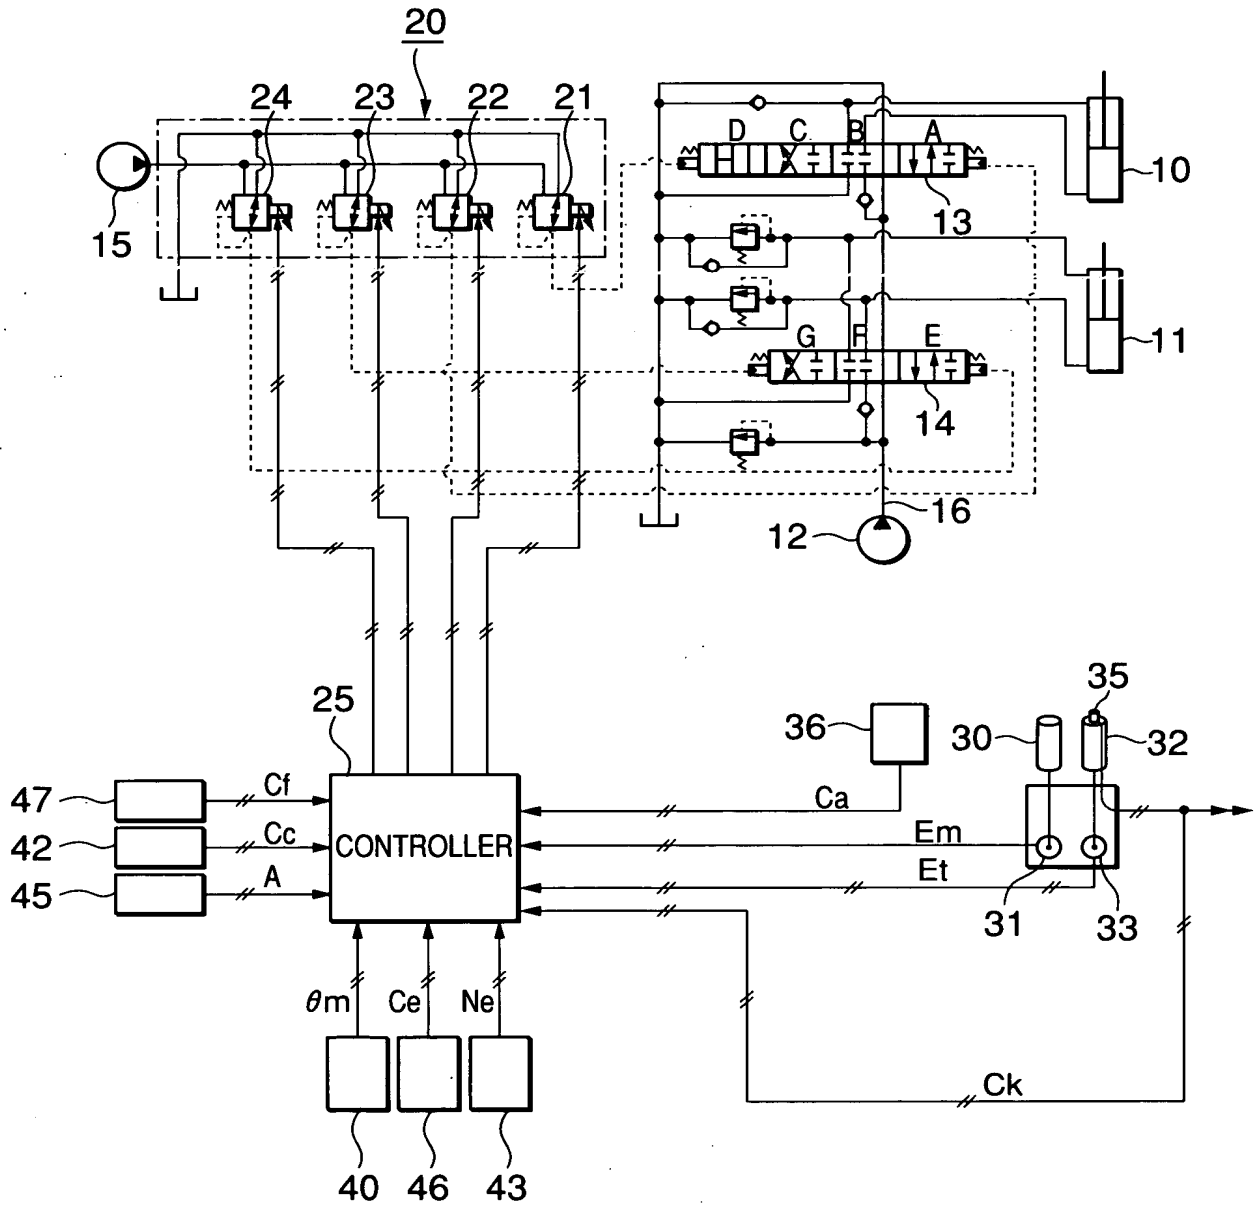 20
24 23 22 21
D C B A
10
15
13
G F E
11
14
16
12
25
35
36 30 32
47 Cf
Ca
42 Cc
CONTROLLER
Em
45 A
Et
31 33
θm Ce Ne
Ck
40 46 43